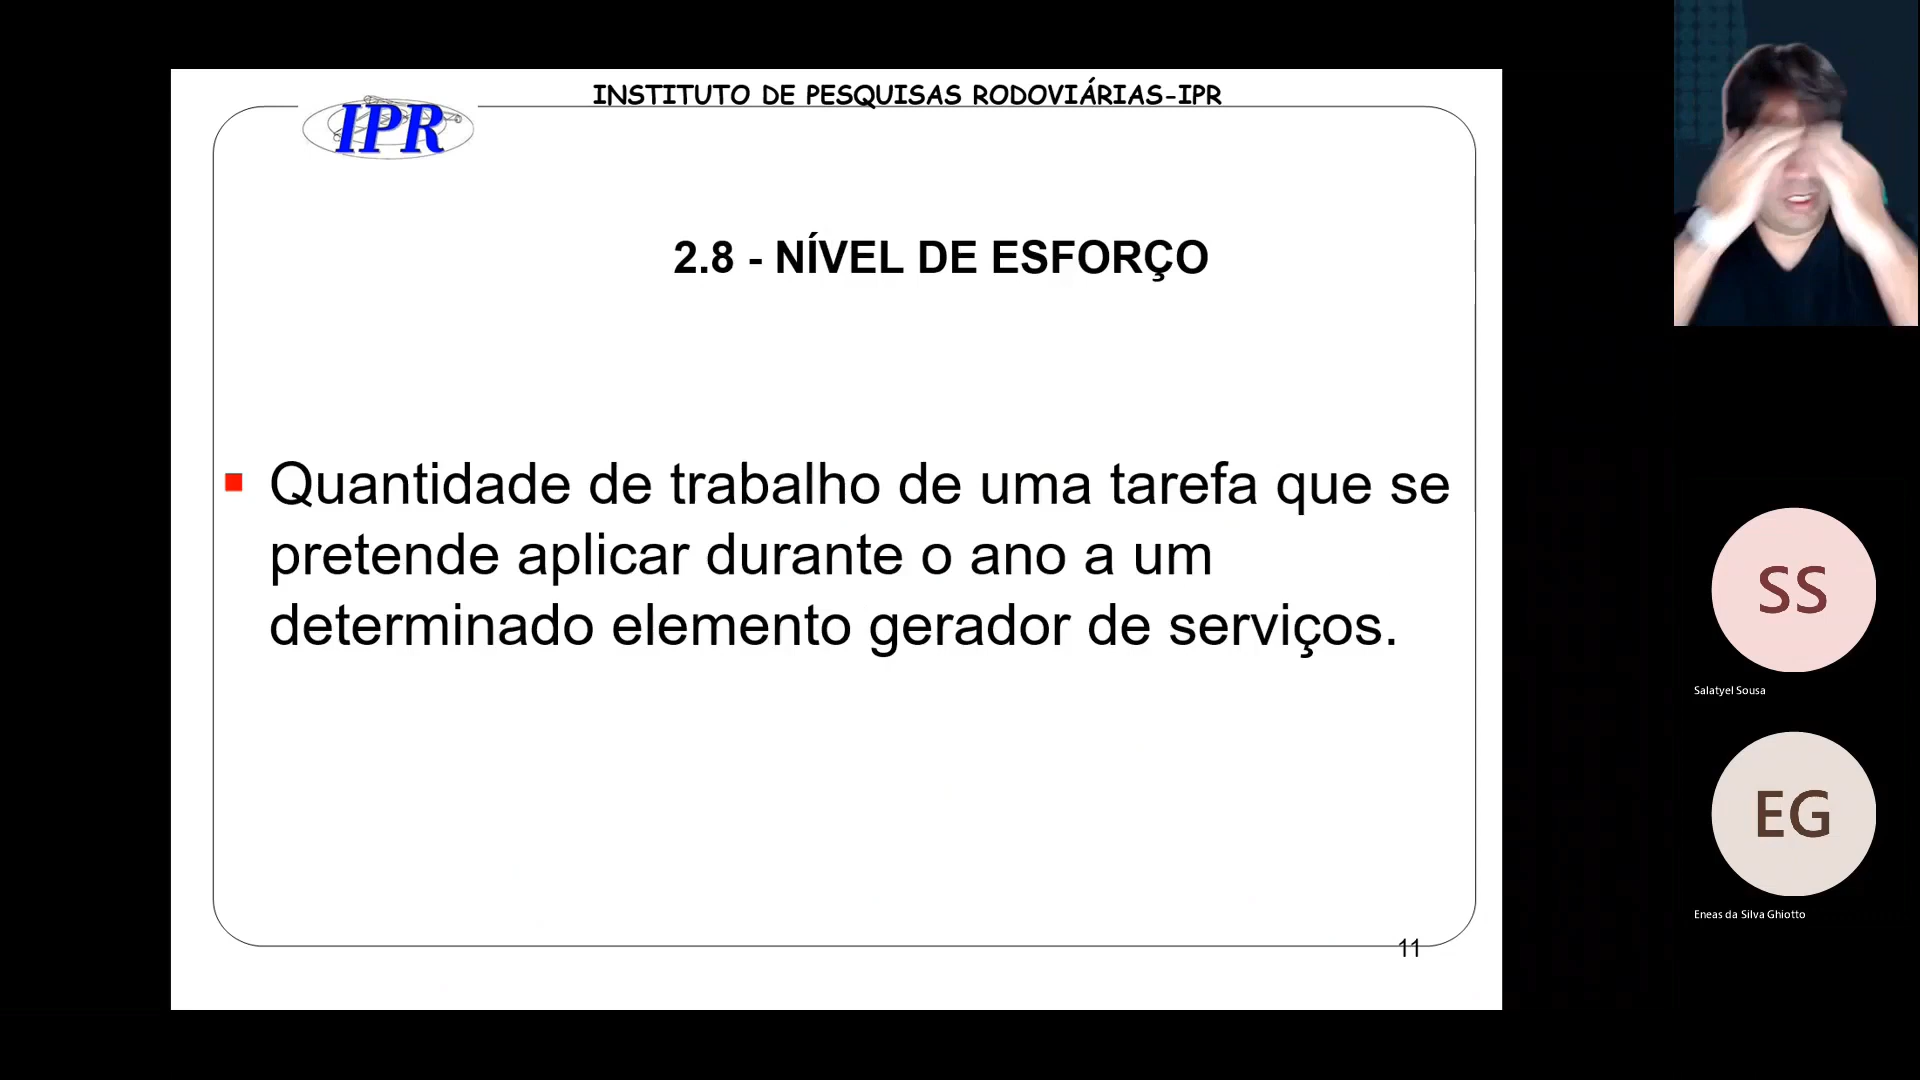 INSTITUTO DE PESQUISAS RODOVIÁRIAS-IPR
IPR
2.8 - NÍVEL DE ESFORÇO
Quantidade de trabalho de uma tarefa que se
pretende aplicar durante o ano a um
determinado elemento gerador de serviços.
11
SS
Salatyel Sousa
EG
Eneas da Silva Ghiotto